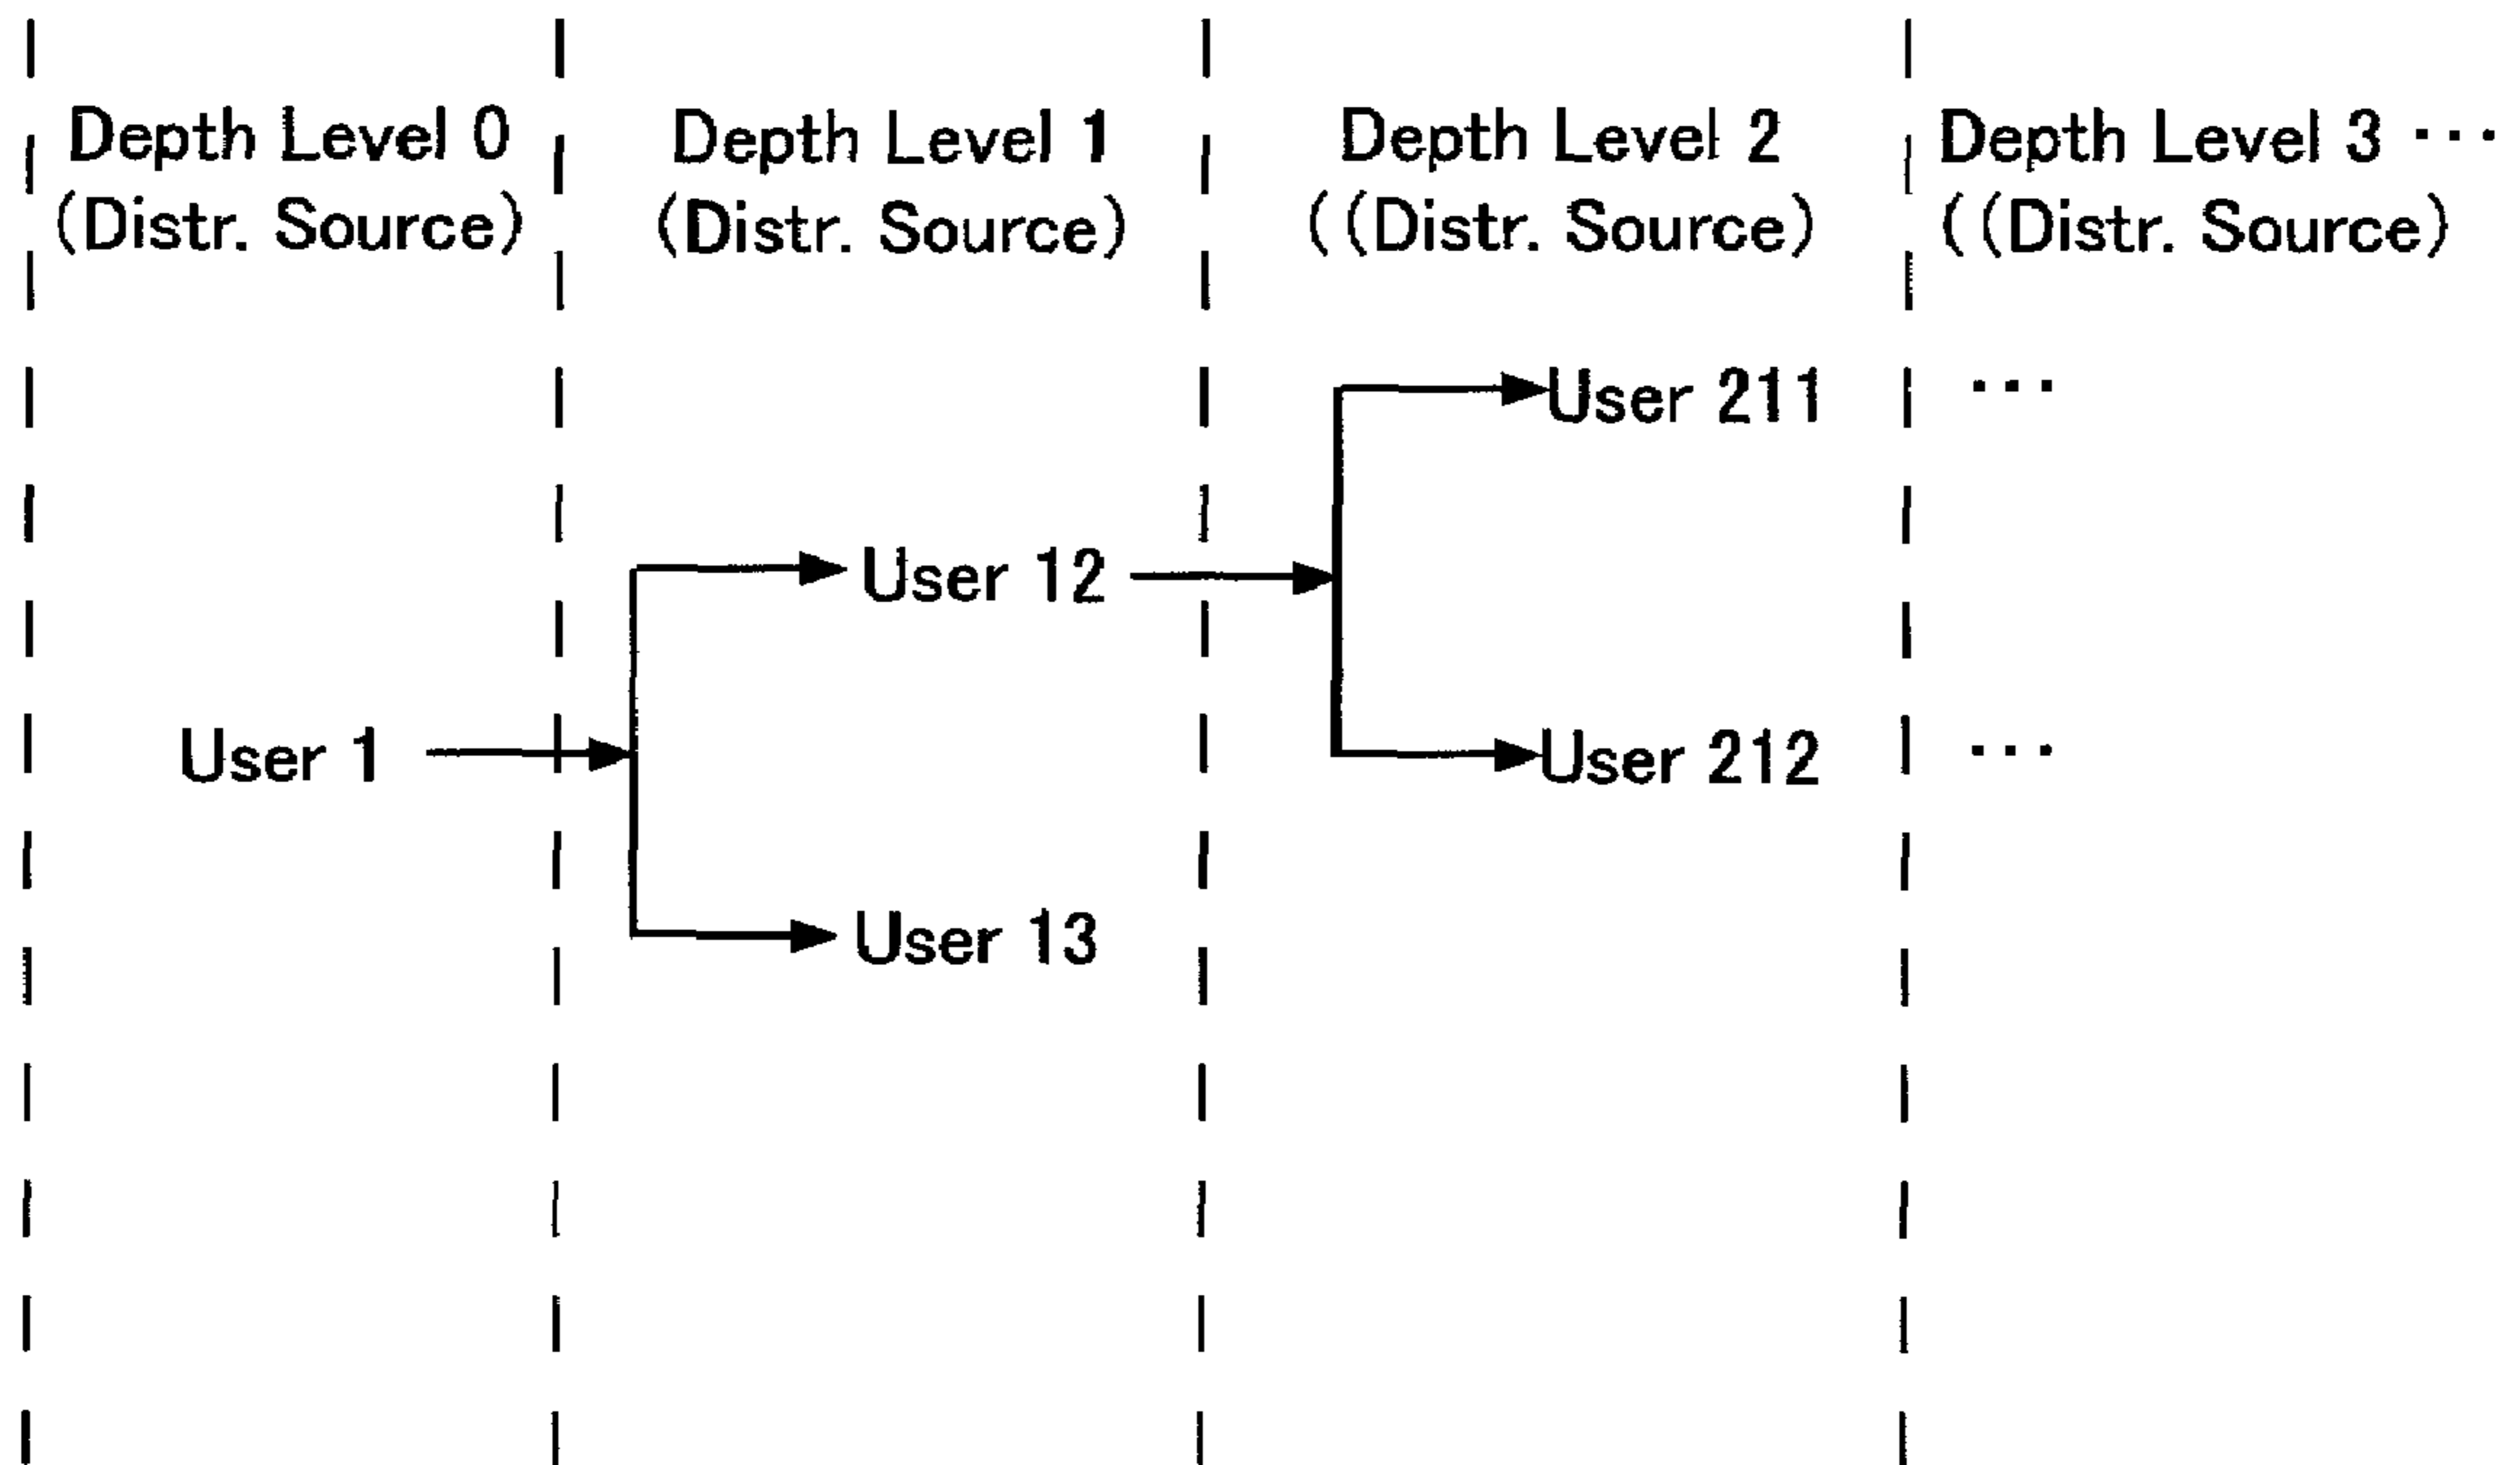 Depth Level 0
(Distr. Source)
Depth Level 1
(Distr. Source)
Depth Level 2
((Distr. Source)
Depth Level 3 ···
((Distr. Source)
User 211 ···
User 12
User 1
User 212 ···
User 13